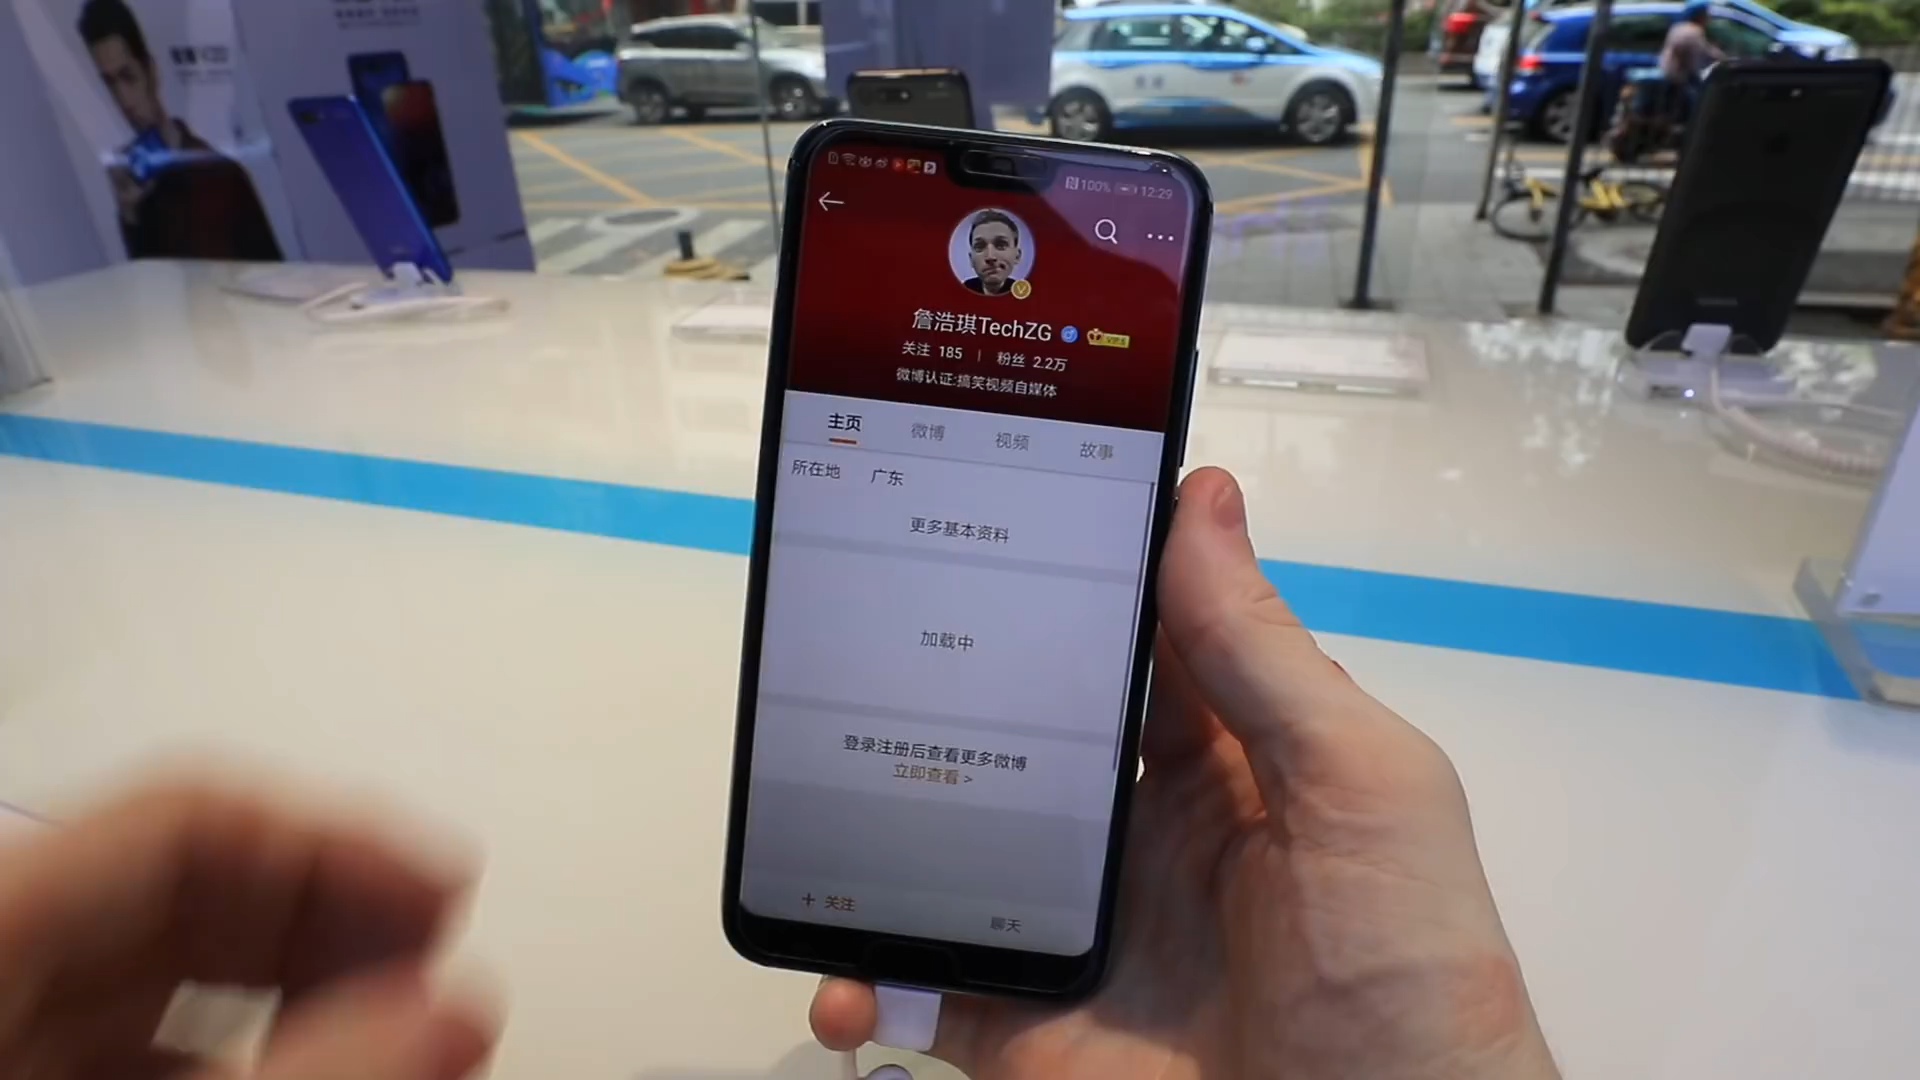 100% 12:29
詹浩琪TechZG
关注 185 | 粉丝 2.2万
微博认证:搞笑视频自媒体
主页 微博 视频 故事
所在地 广东
更多基本资料
加载中
登录注册后查看更多微博
立即查看 >
+ 关注 聊天